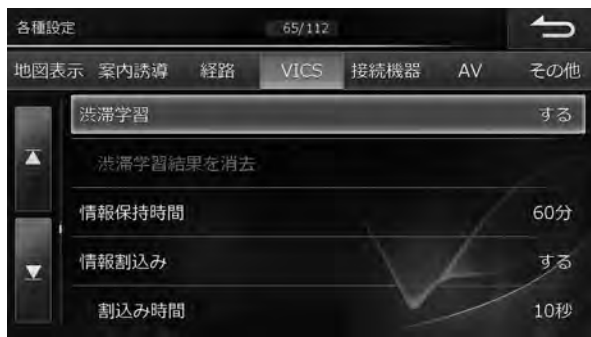 各種設定 65/112
地図表示 案内誘導 経路 VICS 接続機器 AV その他
渋滞学習 する
渋滞学習結果を消去
情報保持時間 60分
情報割込み する
割込み時間 10秒